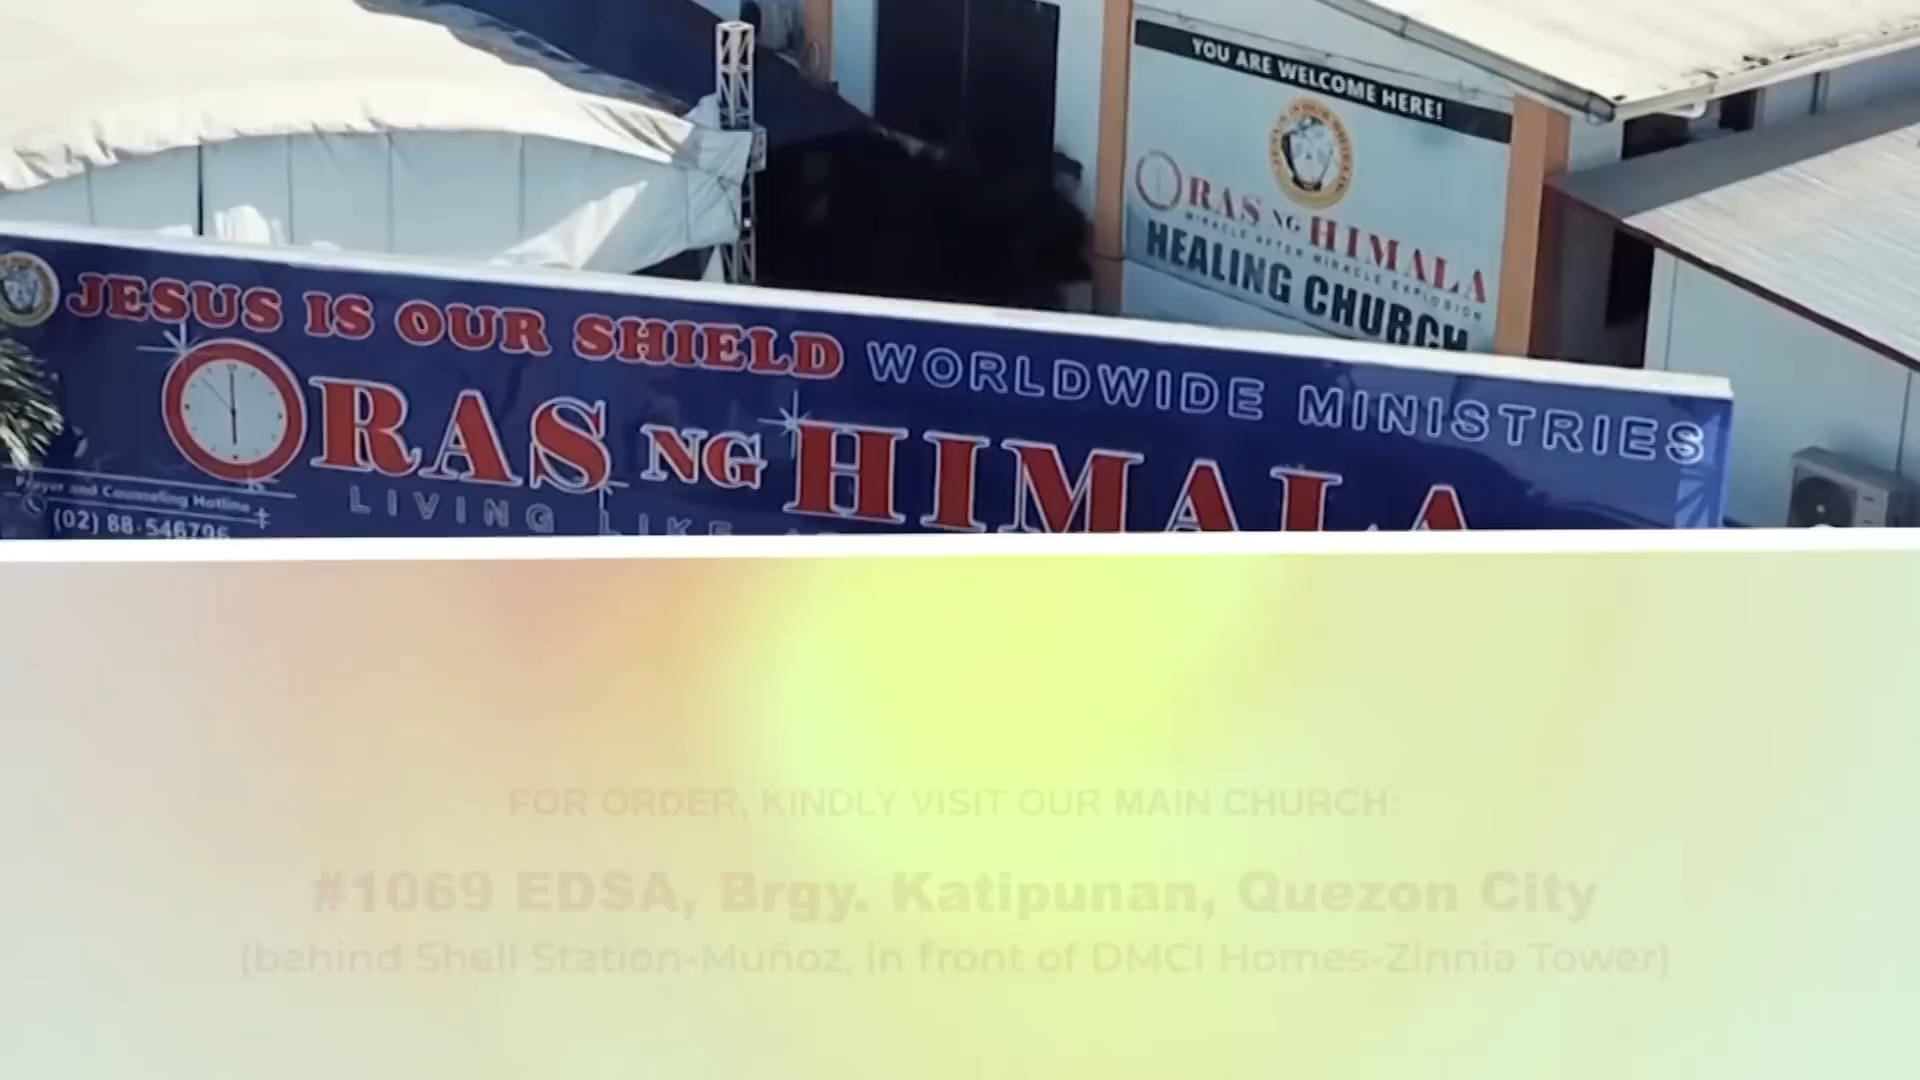 YOU ARE WELCOME HERE!
ORAS NG HIMALA
MIRACLE AFTER MIRACLE EXPLOSION
HEALING CHURCH
JESUS IS OUR SHIELD WORLDWIDE MINISTRIES
ORAS NG HIMALA
LIVING LIKE
Prayer and Counseling Hotline
(02) 88-546796
FOR ORDER, KINDLY VISIT OUR MAIN CHURCH:
#1069 EDSA, Brgy. Katipunan, Quezon City
(behind Shell Station-Muñoz, in front of DMCI Homes-Zinnia Tower)